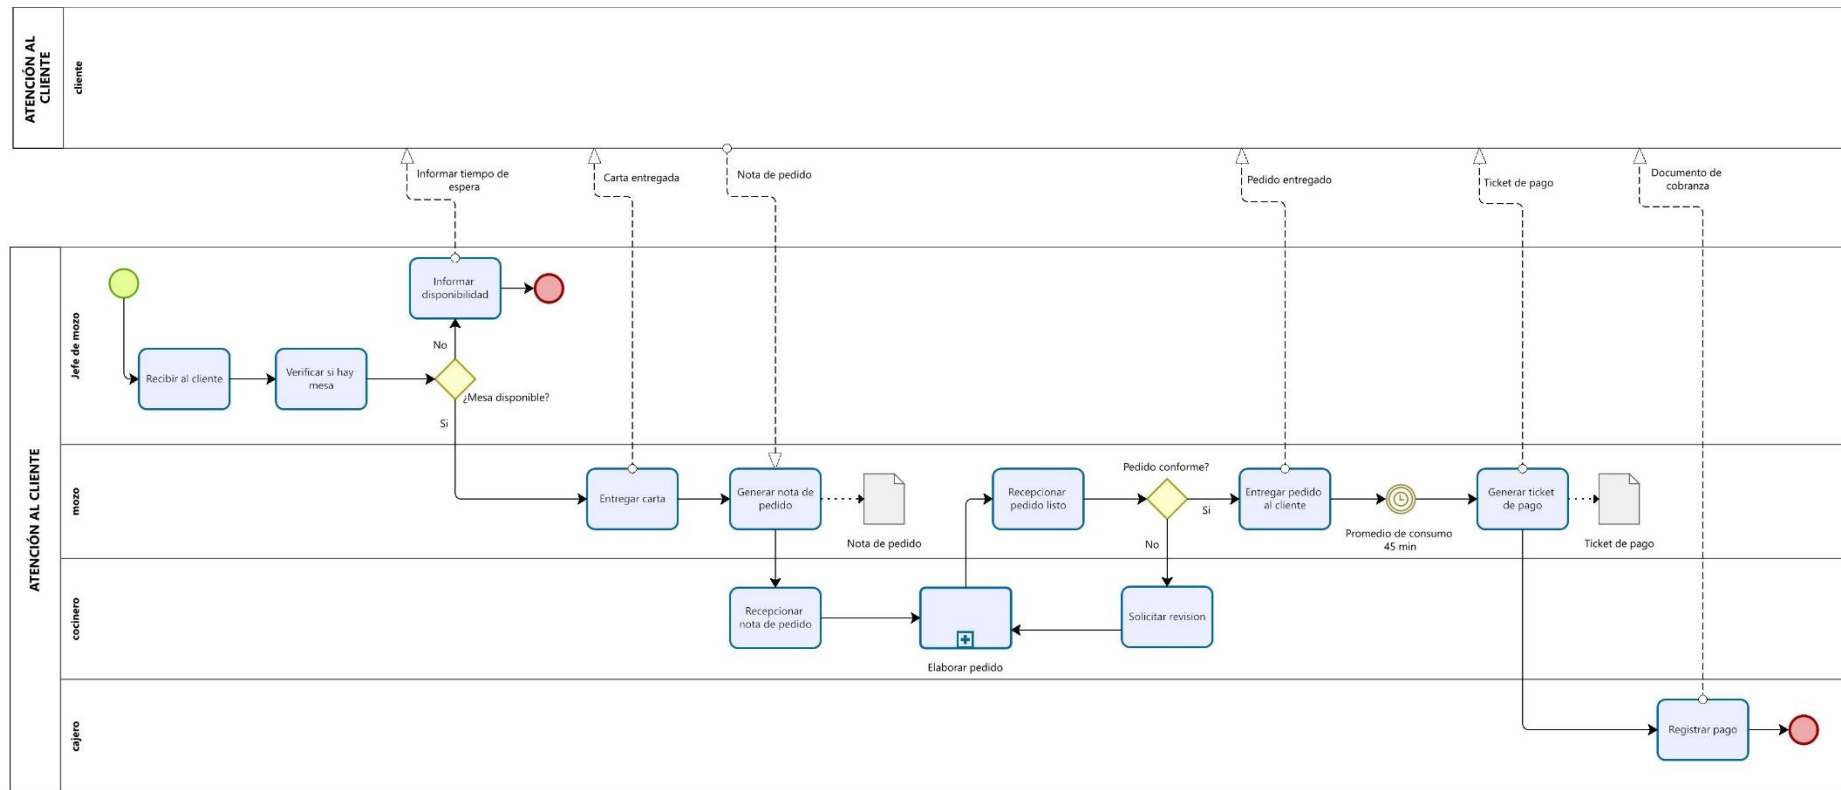 ATENCIÓN AL
CLIENTE
cliente
Informar tiempo de
espera
Carta entregada
Nota de pedido
Pedido entregado
Ticket de pago
Documento de
cobranza
ATENCIÓN AL CLIENTE
Jefe de mozo
Informar
disponibilidad
No
Recibir al cliente
Verificar si hay
mesa
¿Mesa disponible?
Si
mozo
Entregar carta
Generar nota de
pedido
Nota de pedido
Recepcionar
pedido listo
Pedido conforme?
Si
No
Entregar pedido
al cliente
Promedio de consumo
45 min
Generar ticket
de pago
Ticket de pago
cocinero
Recepcionar
nota de pedido
Elaborar pedido
Solicitar revision
cajero
Registrar pago